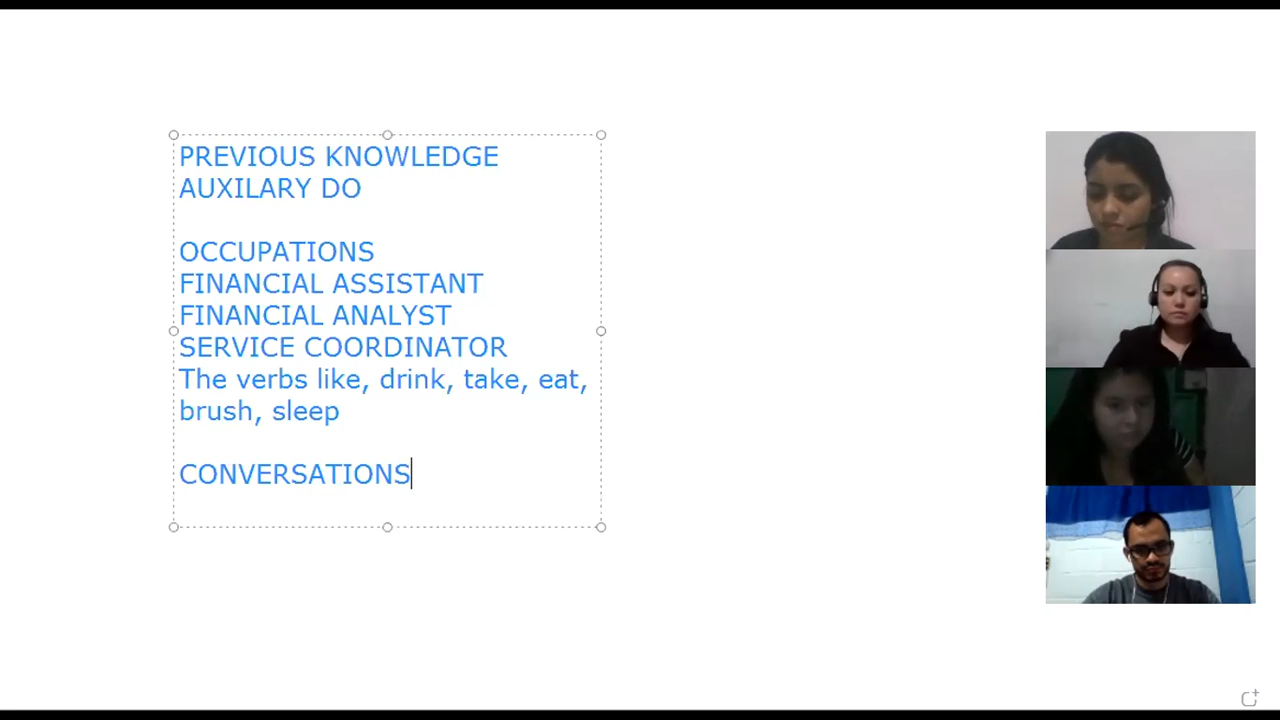 PREVIOUS KNOWLEDGE
AUXILARY DO
OCCUPATIONS
FINANCIAL ASSISTANT
FINANCIAL ANALYST
SERVICE COORDINATOR
The verbs like, drink, take, eat,
brush, sleep
CONVERSATIONS